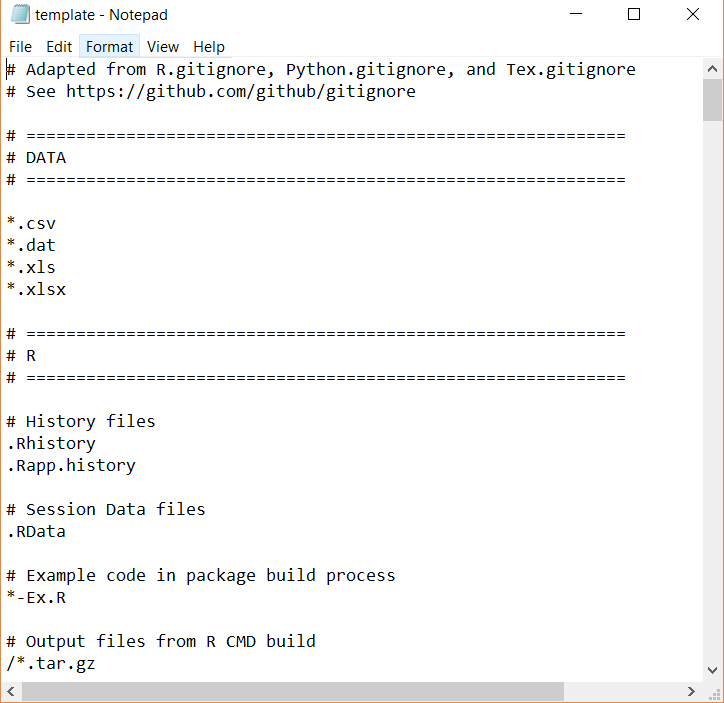 template - Notepad
File Edit Format View Help
# Adapted from R.gitignore, Python.gitignore, and Tex.gitignore
# See https://github.com/github/gitignore
# ============================================================
# DATA
# ============================================================
*.csv
*.dat
*.xls
*.xlsx
# ============================================================
# R
# ============================================================
# History files
.Rhistory
.Rapp.history
# Session Data files
.RData
# Example code in package build process
*-Ex.R
# Output files from R CMD build
/*.tar.gz